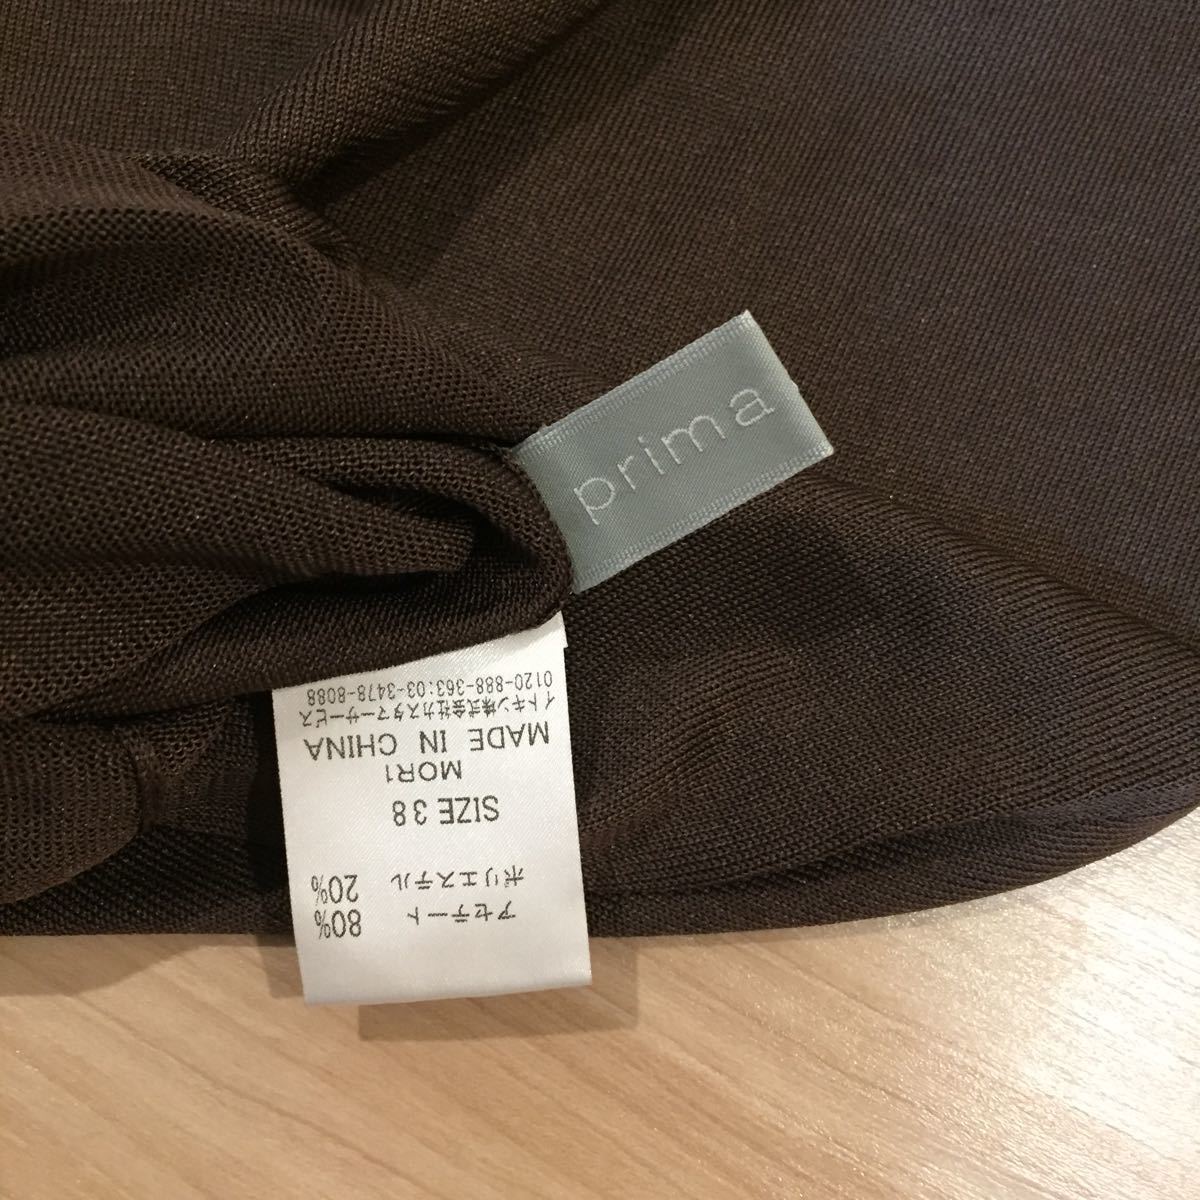 prima
アセテート 80%
ポリエステル 20%
SIZE 38
MOR1
MADE IN CHINA
イトキン株式会社カスタマーサービス
0120-888-363:03-3478-8088